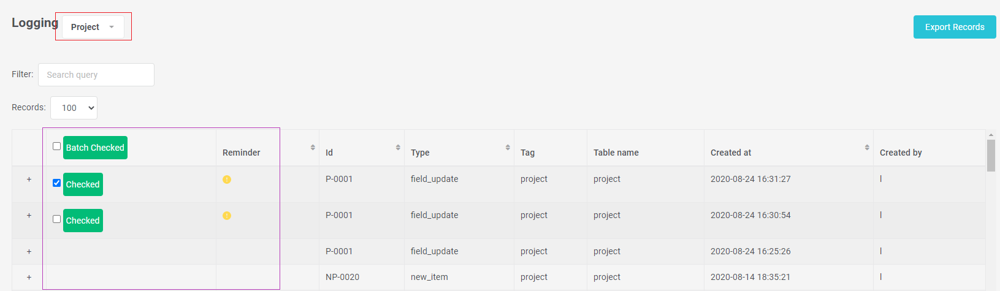 Logging Project
Export Records
Filter: Search query
Records: 100
Batch Checked Reminder Id Type Tag Table name Created at Created by
+ Checked P-0001 field_update project project 2020-08-24 16:31:27 l
+ Checked P-0001 field_update project project 2020-08-24 16:30:54 l
+ P-0001 field_update project project 2020-08-24 16:25:26 l
+ NP-0020 new_item project project 2020-08-14 18:35:21 l